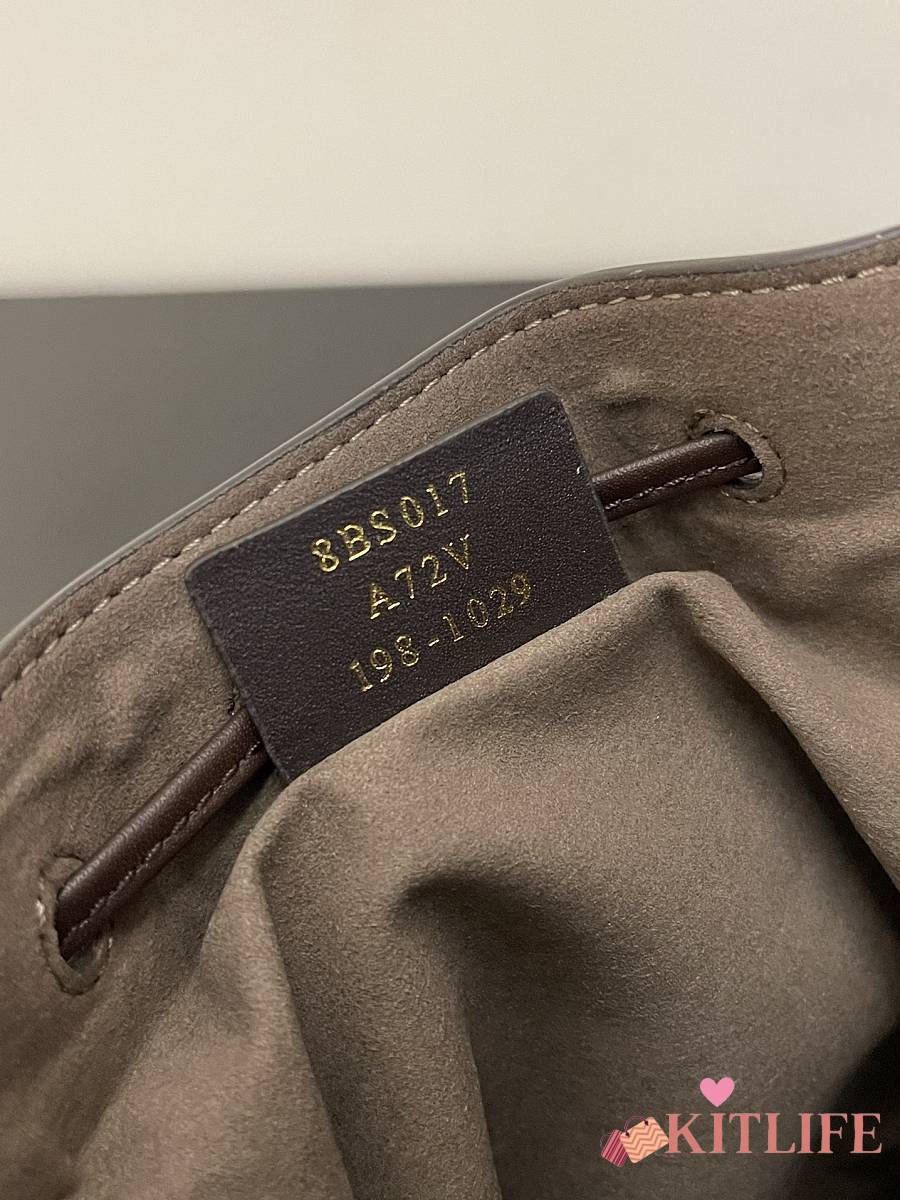 8BS017
A72V
198-1029
KITLIFE